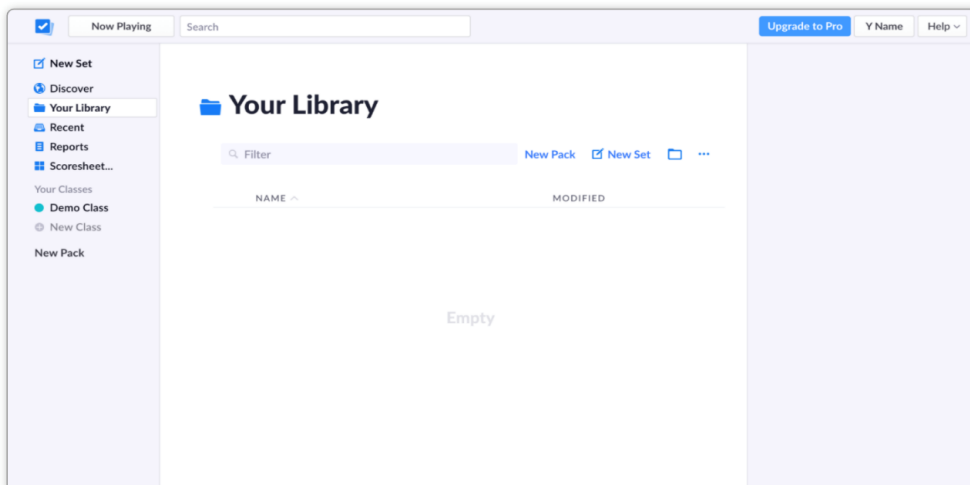 Now Playing
Search
Upgrade to Pro
Y Name
Help
New Set
Discover
Your Library
Recent
Reports
Scoresheet...
Your Classes
Demo Class
New Class
New Pack
Your Library
Filter
New Pack
New Set
...
NAME
MODIFIED
Empty